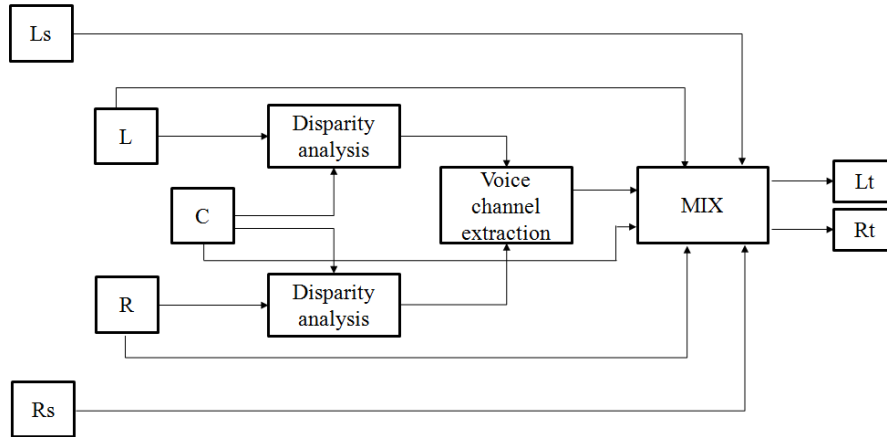 Ls
L
Disparity
analysis
C
Voice
channel
extraction
MIX
Lt
Rt
R
Disparity
analysis
Rs